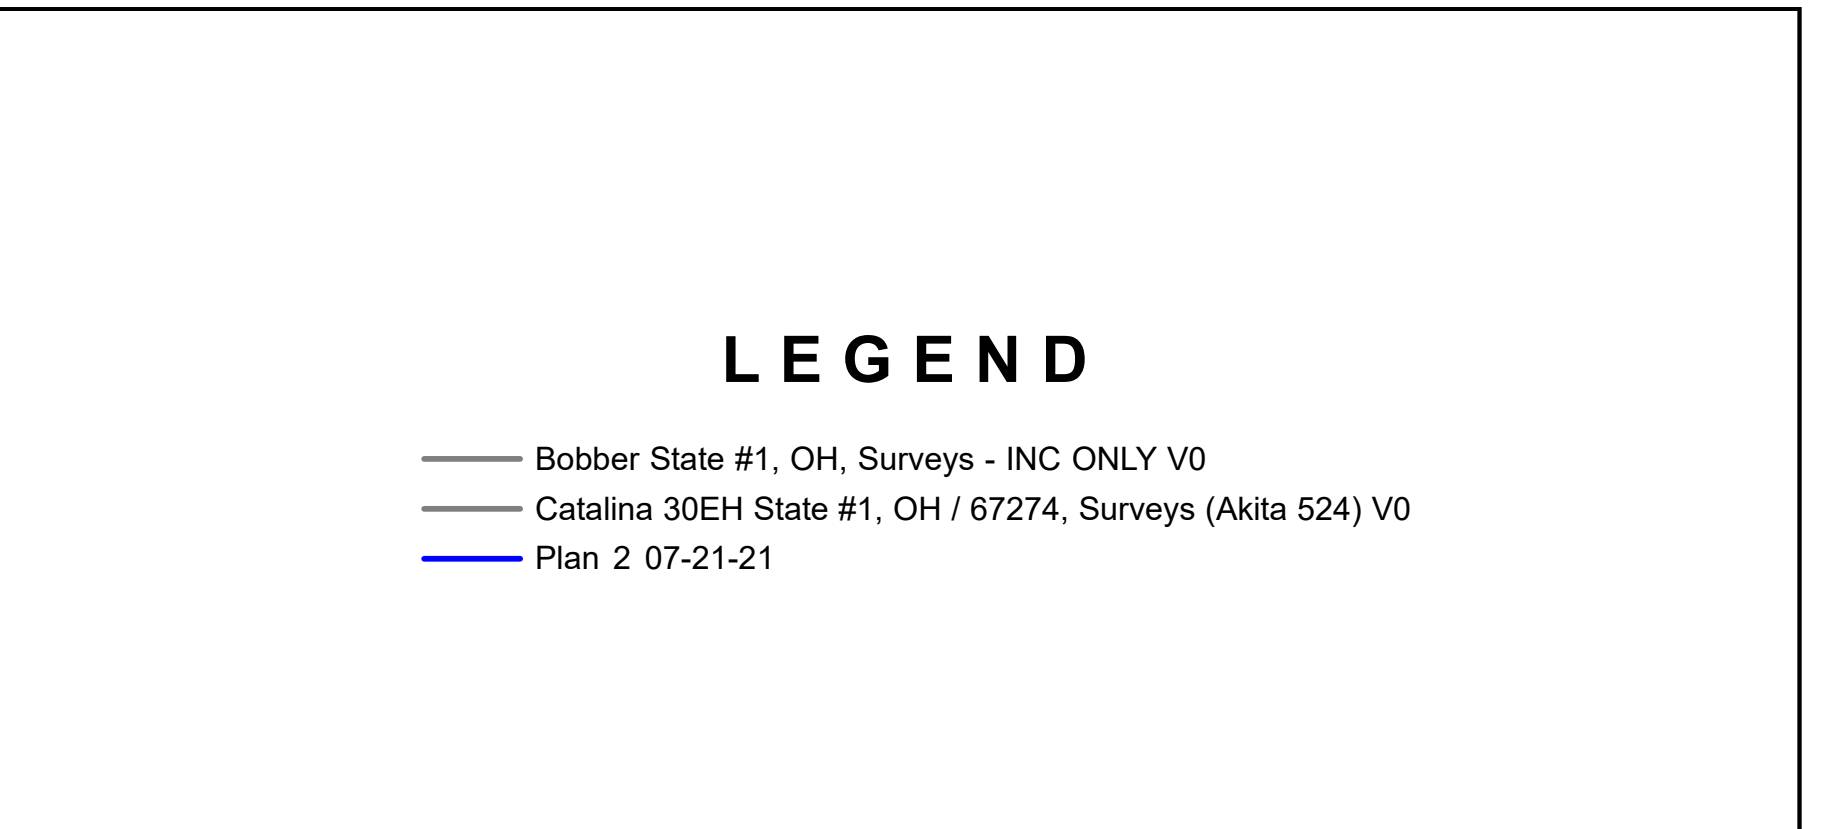 LEGEND
Bobber State #1, OH, Surveys - INC ONLY V0
Catalina 30EH State #1, OH / 67274, Surveys (Akita 524) V0
Plan 2 07-21-21